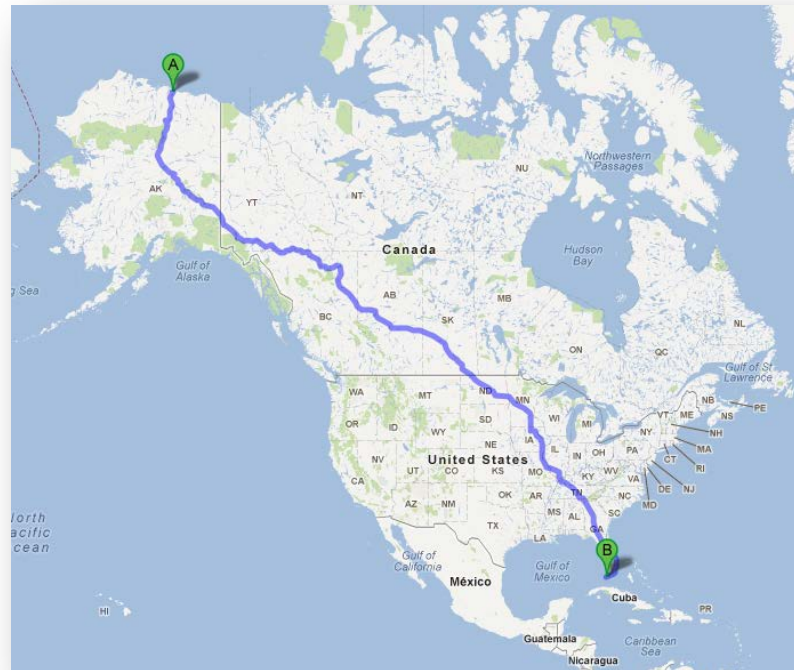 A
Northwestern
Passages
NU
YT
NT
AK
Canada
Hudson
Bay
Gulf of
Alaska
g Sea
AB
SK
MB
BC
NL
ON
QC
Gulf of St
Lawrence
WA
MT
ND
MN
NB
PE
VT
ME
NS
OR
ID
SD
WI
MI
NY
NH
WY
IA
MA
NE
IL
IN
OH
PA
CT
RI
NV
UT
CO
United States
KS
MO
KY
WV
VA
NJ
DE
MD
CA
OK
TN
NC
AZ
NM
AR
SC
MS
AL
GA
TX
LA
orth
acific
cean
B
Gulf of
California
Gulf of
Mexico
México
Cuba
HI
PR
Guatemala
Caribbean
Sea
Nicaragua